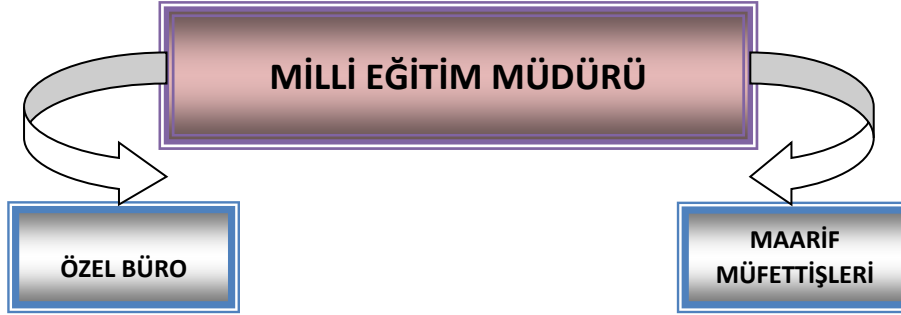 MİLLİ EĞİTİM MÜDÜRÜ
ÖZEL BÜRO
MAARİF
MÜFETTİŞLERİ